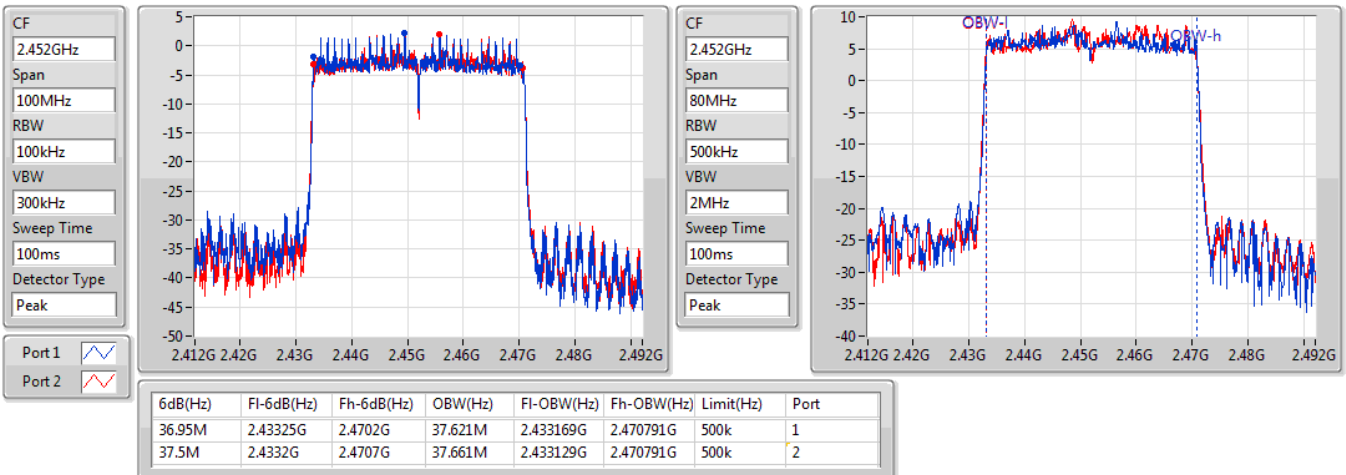 CF
2.452GHz
Span
100MHz
RBW
100kHz
VBW
300kHz
Sweep Time
100ms
Detector Type
Peak
Port 1
Port 2
5
0
-5
-10
-15
-20
-25
-30
-35
-40
-45
-50
2.412G 2.42G 2.43G 2.44G 2.45G 2.46G 2.47G 2.48G 2.492G
CF
2.452GHz
Span
80MHz
RBW
500kHz
VBW
2MHz
Sweep Time
100ms
Detector Type
Peak
10
5
0
-5
-10
-15
-20
-25
-30
-35
-40
OBW-l
OBW-h
2.412G 2.42G 2.43G 2.44G 2.45G 2.46G 2.47G 2.48G 2.492G
6dB(Hz) Fl-6dB(Hz) Fh-6dB(Hz) OBW(Hz) Fl-OBW(Hz) Fh-OBW(Hz) Limit(Hz) Port
36.95M 2.43325G 2.4702G 37.621M 2.433169G 2.470791G 500k 1
37.5M 2.4332G 2.4707G 37.661M 2.433129G 2.470791G 500k 2